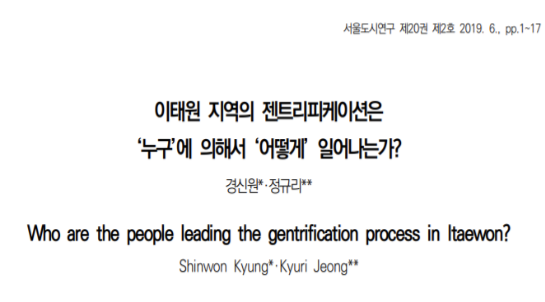 서울도시연구 제20권 제2호 2019. 6., pp.1~17
이태원 지역의 젠트리피케이션은
‘누구’에 의해서 ‘어떻게’ 일어나는가?
경신원*·정규리**
Who are the people leading the gentrification process in Itaewon?
Shinwon Kyung*·Kyuri Jeong**